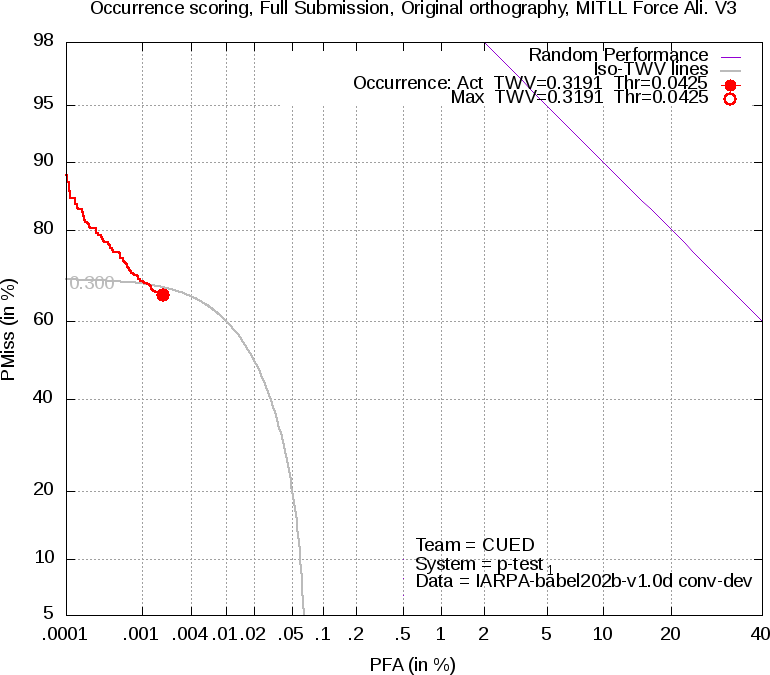 Occurrence scoring, Full Submission, Original orthography, MITLL Force Ali. V3
Random Performance
Iso-TWV lines
Occurrence: Act TWV=0.3191 Thr=0.0425
Max TWV=0.3191 Thr=0.0425
98
95
90
80
60
40
20
10
5
PMiss (in %)
0.300
Team = CUED
System = p-test 1
Data = IARPA-babel202b-v1.0d conv-dev
.0001 .001 .004 .01 .02 .05 .1 .2 .5 1 2 5 10 20 40
PFA (in %)